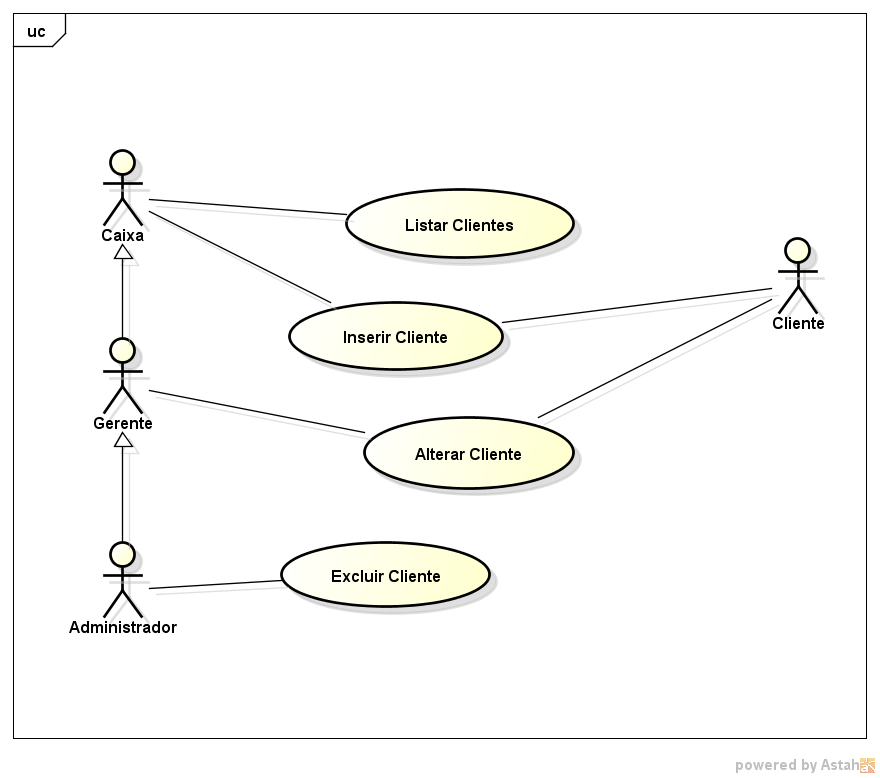 uc
Caixa
Listar Clientes
Cliente
Inserir Cliente
Gerente
Alterar Cliente
Excluir Cliente
Administrador
powered by Astah